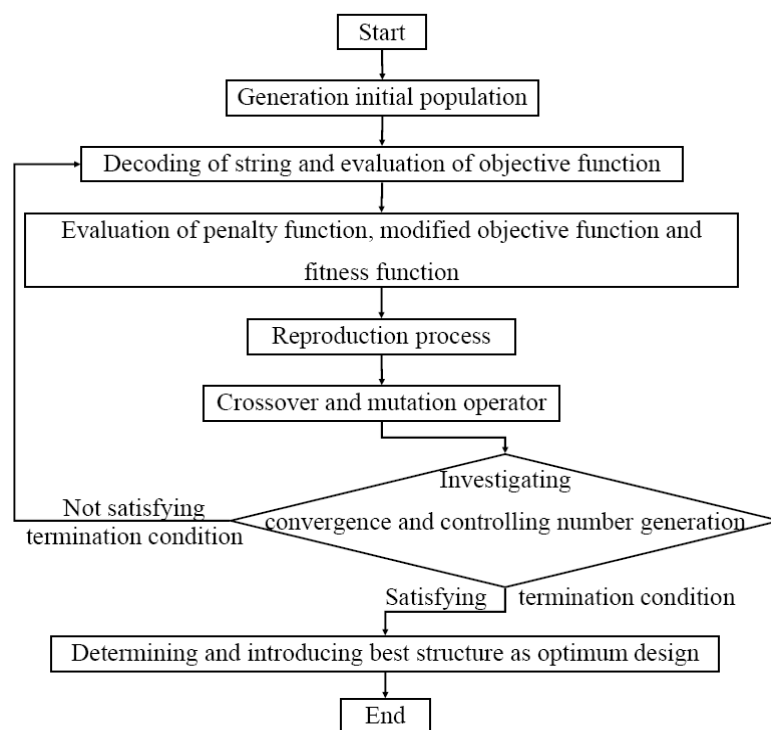 Start
Generation initial population
Decoding of string and evaluation of objective function
Evaluation of penalty function, modified objective function and
fitness function
Reproduction process
Crossover and mutation operator
Investigating
convergence and controlling number generation
Not satisfying
termination condition
Satisfying termination condition
Determining and introducing best structure as optimum design
End